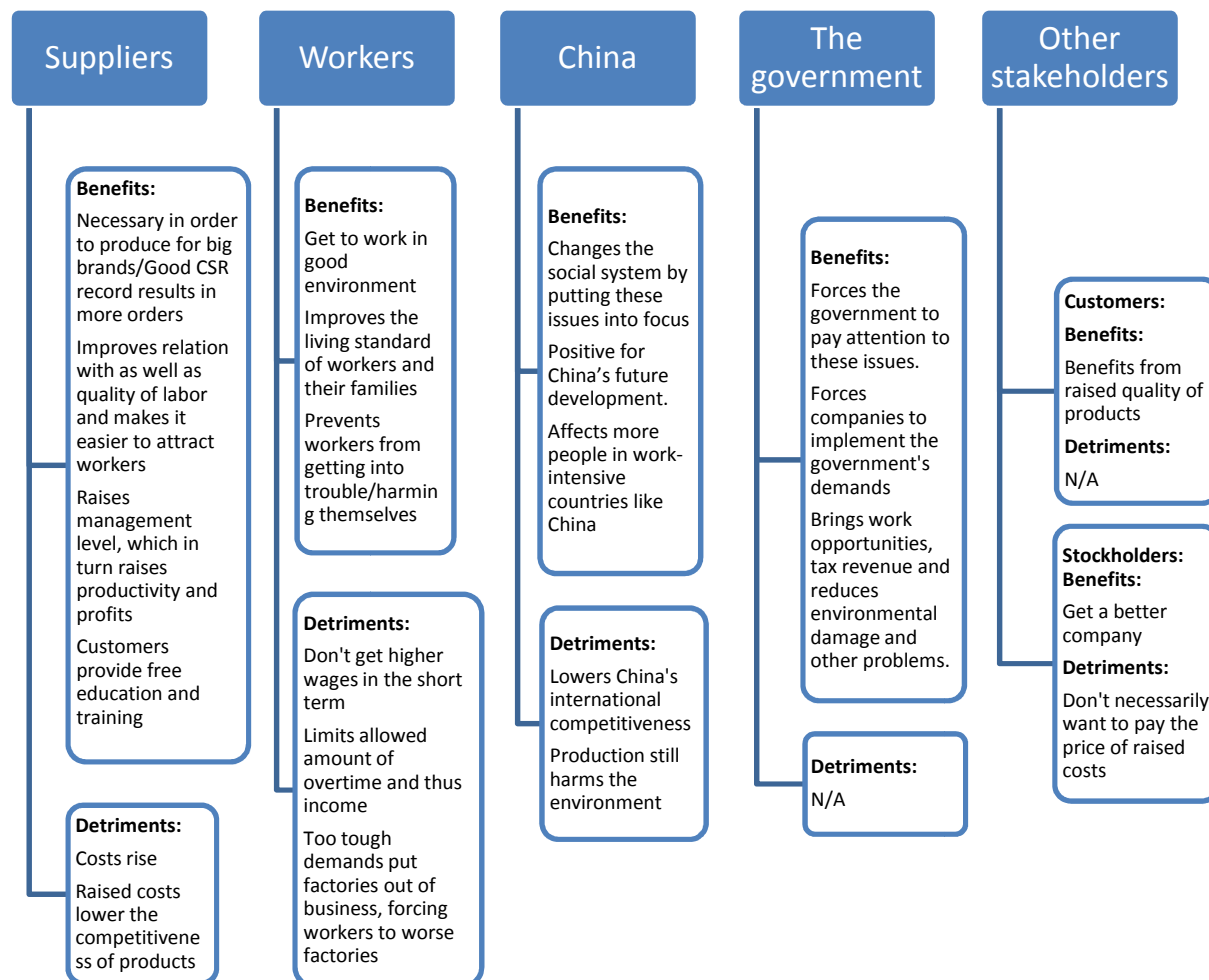 Suppliers
Benefits:
Necessary in order
to produce for big
brands/Good CSR
record results in
more orders
Improves relation
with as well as
quality of labor
and makes it
easier to attract
workers
Raises
management
level, which in
turn raises
productivity and
profits
Customers
provide free
education and
training
Detriments:
Costs rise
Raised costs
lower the
competitivene
ss of products
Workers
Benefits:
Get to work in
good
environment
Improves the
living standard
of workers and
their families
Prevents
workers from
getting into
trouble/harmin
g themselves
Detriments:
Don't get higher
wages in the short
term
Limits allowed
amount of
overtime and thus
income
Too tough
demands put
factories out of
business, forcing
workers to worse
factories
China
Benefits:
Changes the
social system by
putting these
issues into focus
Positive for
China’s future
development.
Affects more
people in work-
intensive
countries like
China
Detriments:
Lowers China's
international
competitiveness
Production still
harms the
environment
The
government
Benefits:
Forces the
government to
pay attention to
these issues.
Forces
companies to
implement the
government's
demands
Brings work
opportunities,
tax revenue and
reduces
environmental
damage and
other problems.
Detriments:
N/A
Other
stakeholders
Customers:
Benefits:
Benefits from
raised quality of
products
Detriments:
N/A
Stockholders:
Benefits:
Get a better
company
Detriments:
Don't necessarily
want to pay the
price of raised
costs